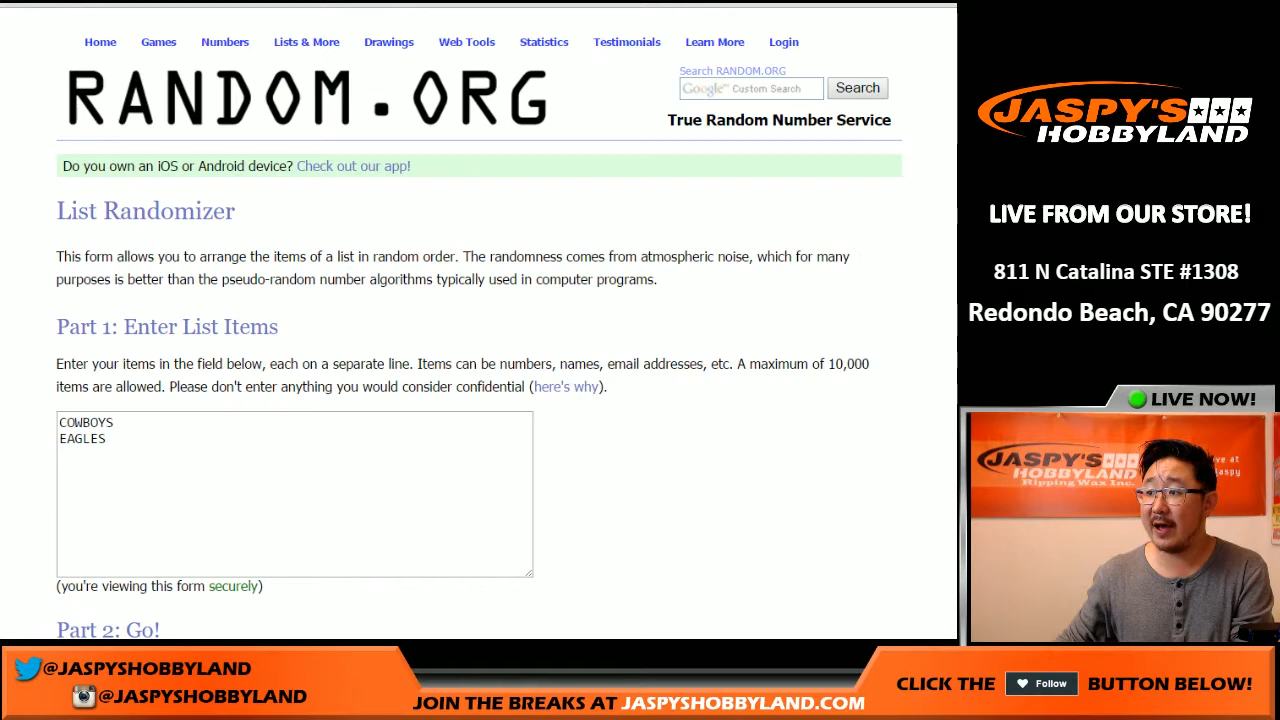 Home Games Numbers Lists & More Drawings Web Tools Statistics Testimonials Learn More Login
RANDOM.ORG
Search RANDOM.ORG
Google™ Custom Search Search
True Random Number Service
Do you own an iOS or Android device? Check out our app!
List Randomizer
This form allows you to arrange the items of a list in random order. The randomness comes from atmospheric noise, which for many
purposes is better than the pseudo-random number algorithms typically used in computer programs.
Part 1: Enter List Items
Enter your items in the field below, each on a separate line. Items can be numbers, names, email addresses, etc. A maximum of 10,000
items are allowed. Please don't enter anything you would consider confidential (here's why).
COWBOYS
EAGLES
(you're viewing this form securely)
Part 2: Go!
JASPY'S
HOBBYLAND
LIVE FROM OUR STORE!
811 N Catalina STE #1308
Redondo Beach, CA 90277
LIVE NOW!
JASPY'S
HOBBYLAND
Ripping Wax Inc.
@JASPYSHOBBYLAND
@JASPYSHOBBYLAND
JOIN THE BREAKS AT JASPYSHOBBYLAND.COM
CLICK THE Follow BUTTON BELOW!